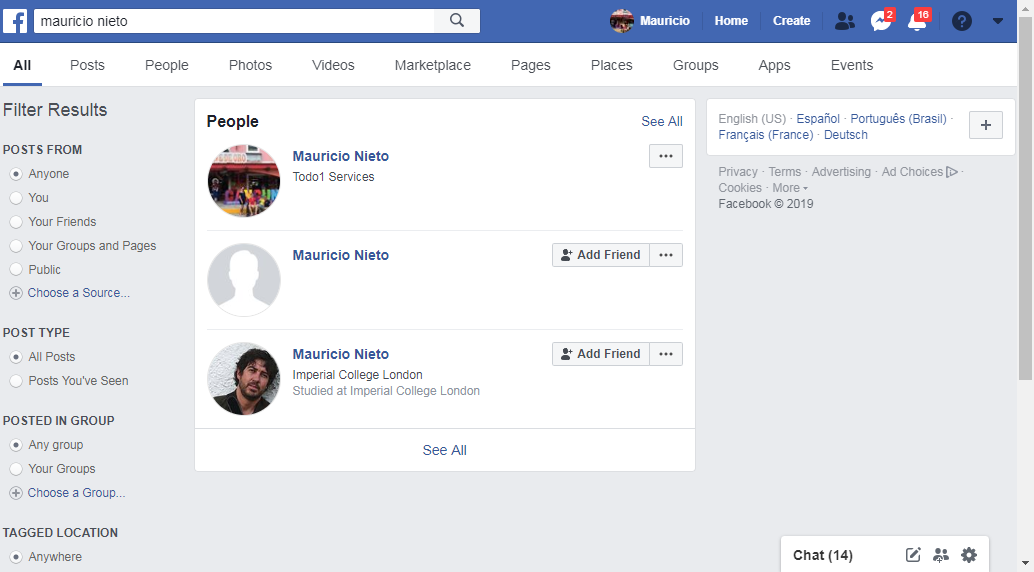 mauricio nieto
Mauricio Home Create 2 16
All Posts People Photos Videos Marketplace Pages Places Groups Apps Events
Filter Results
POSTS FROM
Anyone
You
Your Friends
Your Groups and Pages
Public
Choose a Source...
POST TYPE
All Posts
Posts You've Seen
POSTED IN GROUP
Any group
Your Groups
Choose a Group...
TAGGED LOCATION
Anywhere
People See All
Mauricio Nieto
Todo1 Services
Mauricio Nieto Add Friend
Mauricio Nieto Add Friend
Imperial College London
Studied at Imperial College London
See All
English (US) · Español · Português (Brasil) ·
Français (France) · Deutsch
Privacy · Terms · Advertising · Ad Choices ·
Cookies · More
Facebook © 2019
Chat (14)